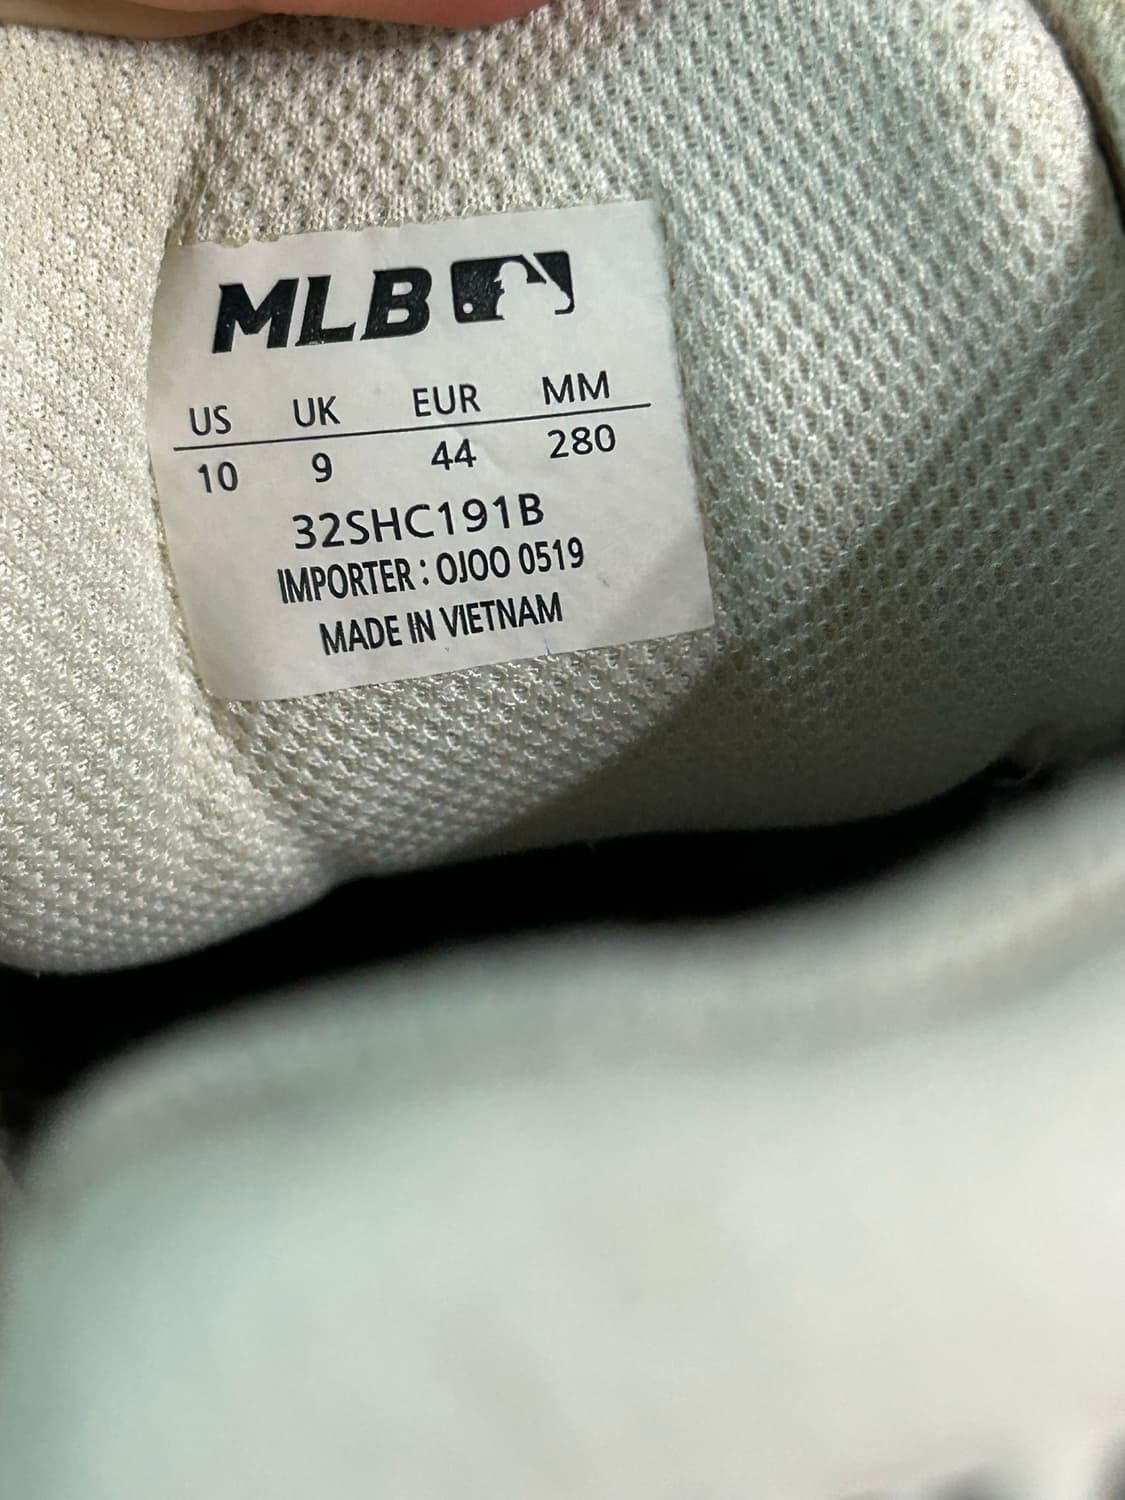 MLB
US UK EUR MM
10 9 44 280
32SHC191B
IMPORTER : OJOO 0519
MADE IN VIETNAM